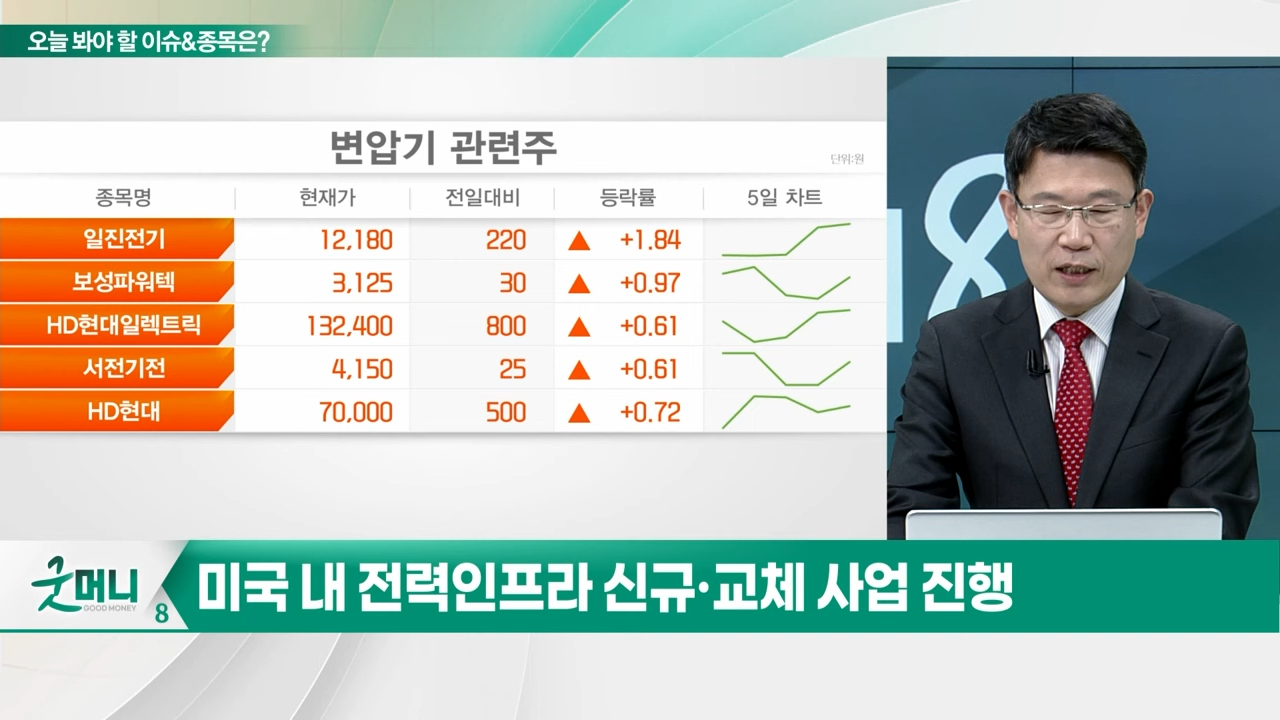 오늘 봐야 할 이슈&종목은?
변압기 관련주
단위:원
종목명 현재가 전일대비 등락률 5일 차트
일진전기 12,180 220 ▲ +1.84
보성파워텍 3,125 30 ▲ +0.97
HD현대일렉트릭 132,400 800 ▲ +0.61
서전기전 4,150 25 ▲ +0.61
HD현대 70,000 500 ▲ +0.72
8
굿머니
GOOD MONEY
8
미국 내 전력인프라 신규·교체 사업 진행